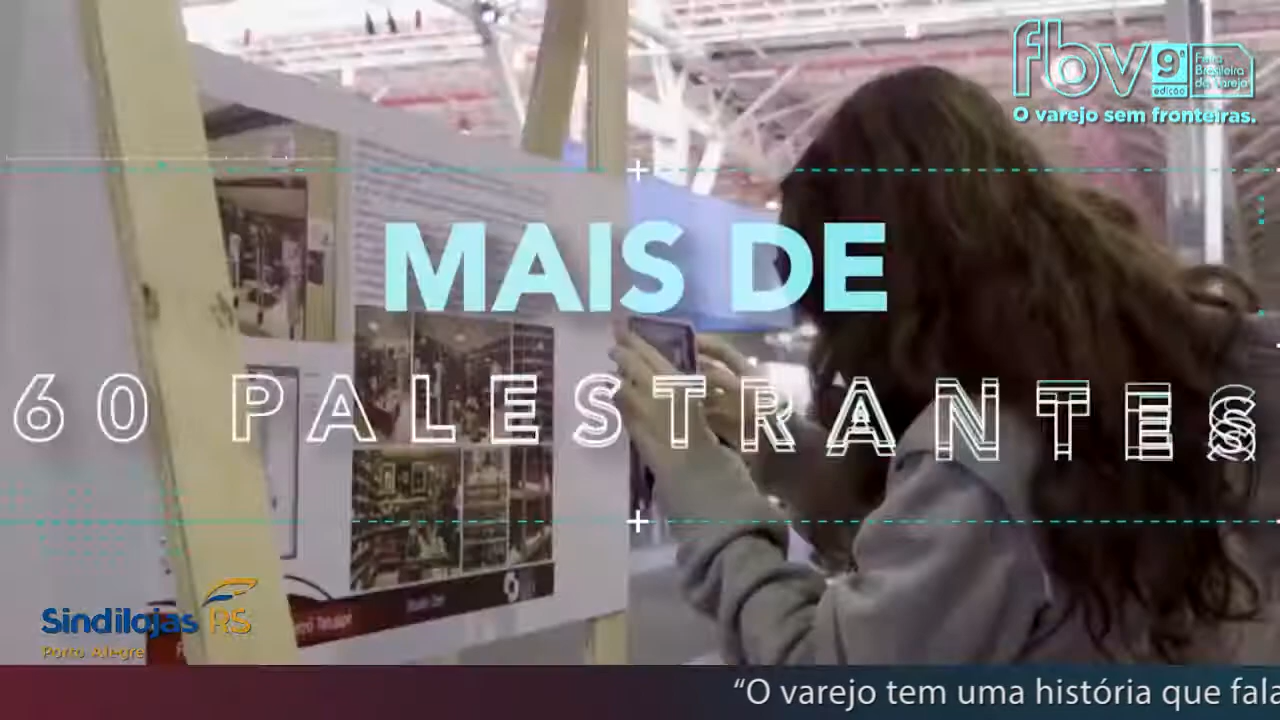 fbv 9ª edição
Feira
Brasileira
do Varejo
O varejo sem fronteiras.
MAIS DE
60 PALESTRANTES
Sindilojas RS
Porto Alegre
“O varejo tem uma história que fala